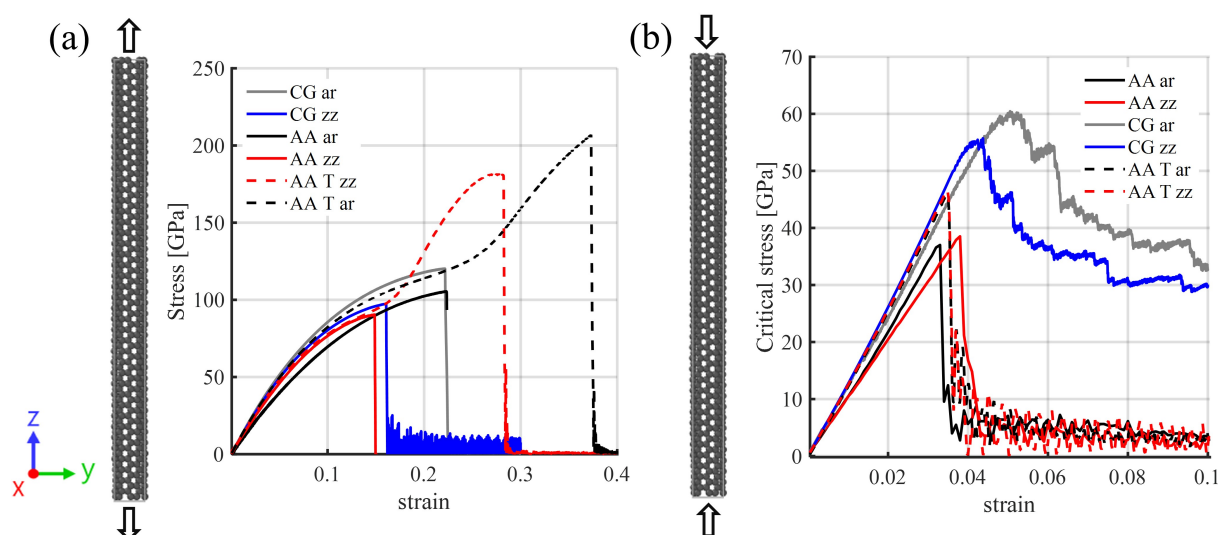 (a)
250
200
150
100
50
0
Stress [GPa]
CG ar
CG zz
AA ar
AA zz
AA T zz
AA T ar
0.1
0.2
0.3
0.4
strain
z
x
y
(b)
70
60
50
40
30
20
10
0
Critical stress [GPa]
AA ar
AA zz
CG ar
CG zz
AA T ar
AA T zz
0.02
0.04
0.06
0.08
0.1
strain